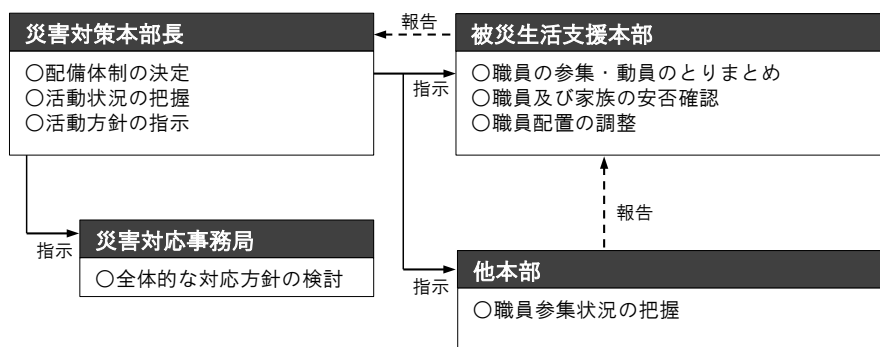 災害対策本部長
○配備体制の決定
○活動状況の把握
○活動方針の指示
報告
指示
被災生活支援本部
○職員の参集・動員のとりまとめ
○職員及び家族の安否確認
○職員配置の調整
報告
指示
災害対応事務局
○全体的な対応方針の検討
指示
他本部
○職員参集状況の把握